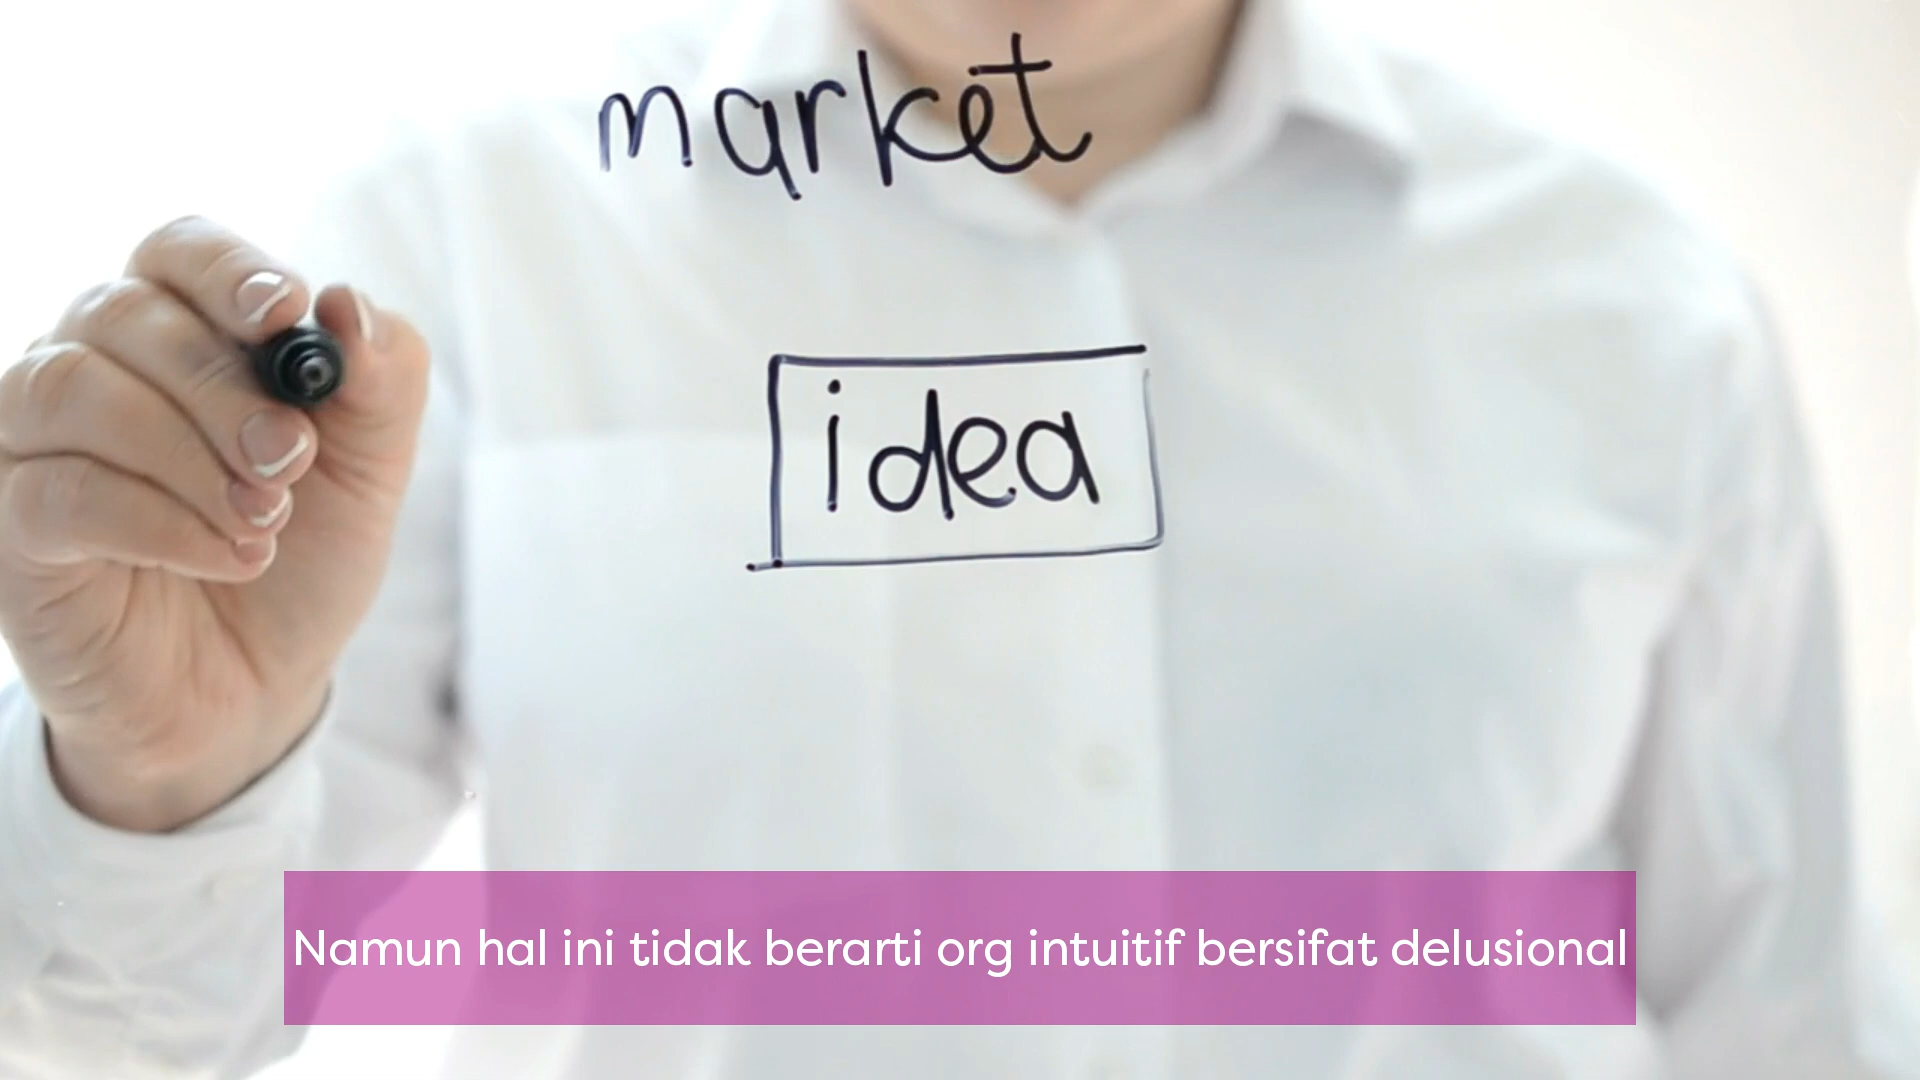 market
idea
Namun hal ini tidak berarti org intuitif bersifat delusional